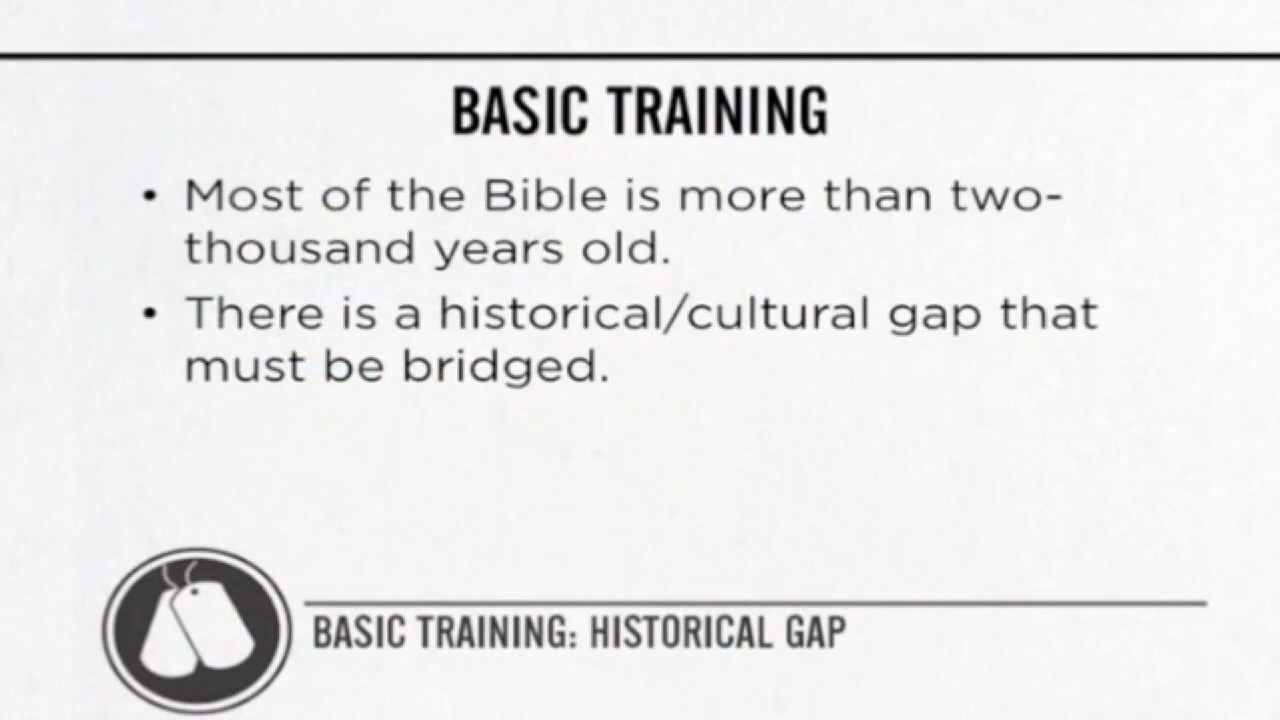 BASIC TRAINING
• Most of the Bible is more than two-
thousand years old.
• There is a historical/cultural gap that
must be bridged.
BASIC TRAINING: HISTORICAL GAP